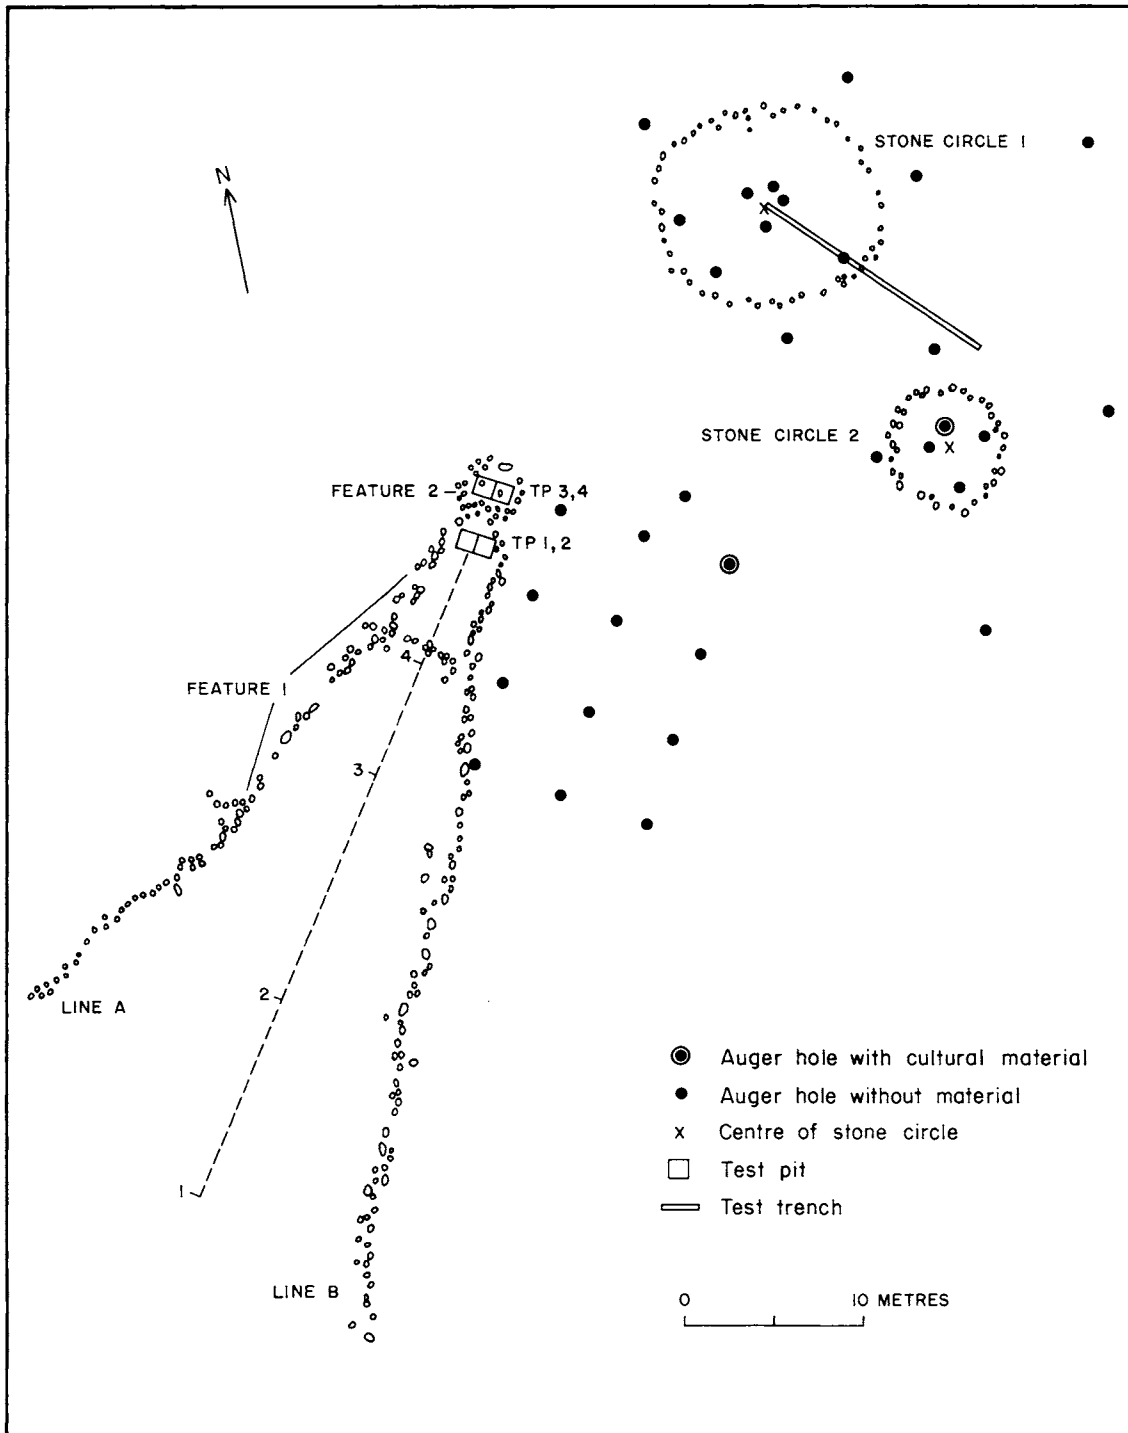 STONE CIRCLE 1
N
STONE CIRCLE 2
FEATURE 2
TP 3,4
TP 1,2
4
FEATURE 1
3
2
LINE A
1
LINE B
Auger hole with cultural material
Auger hole without material
x Centre of stone circle
Test pit
Test trench
0 10 METRES